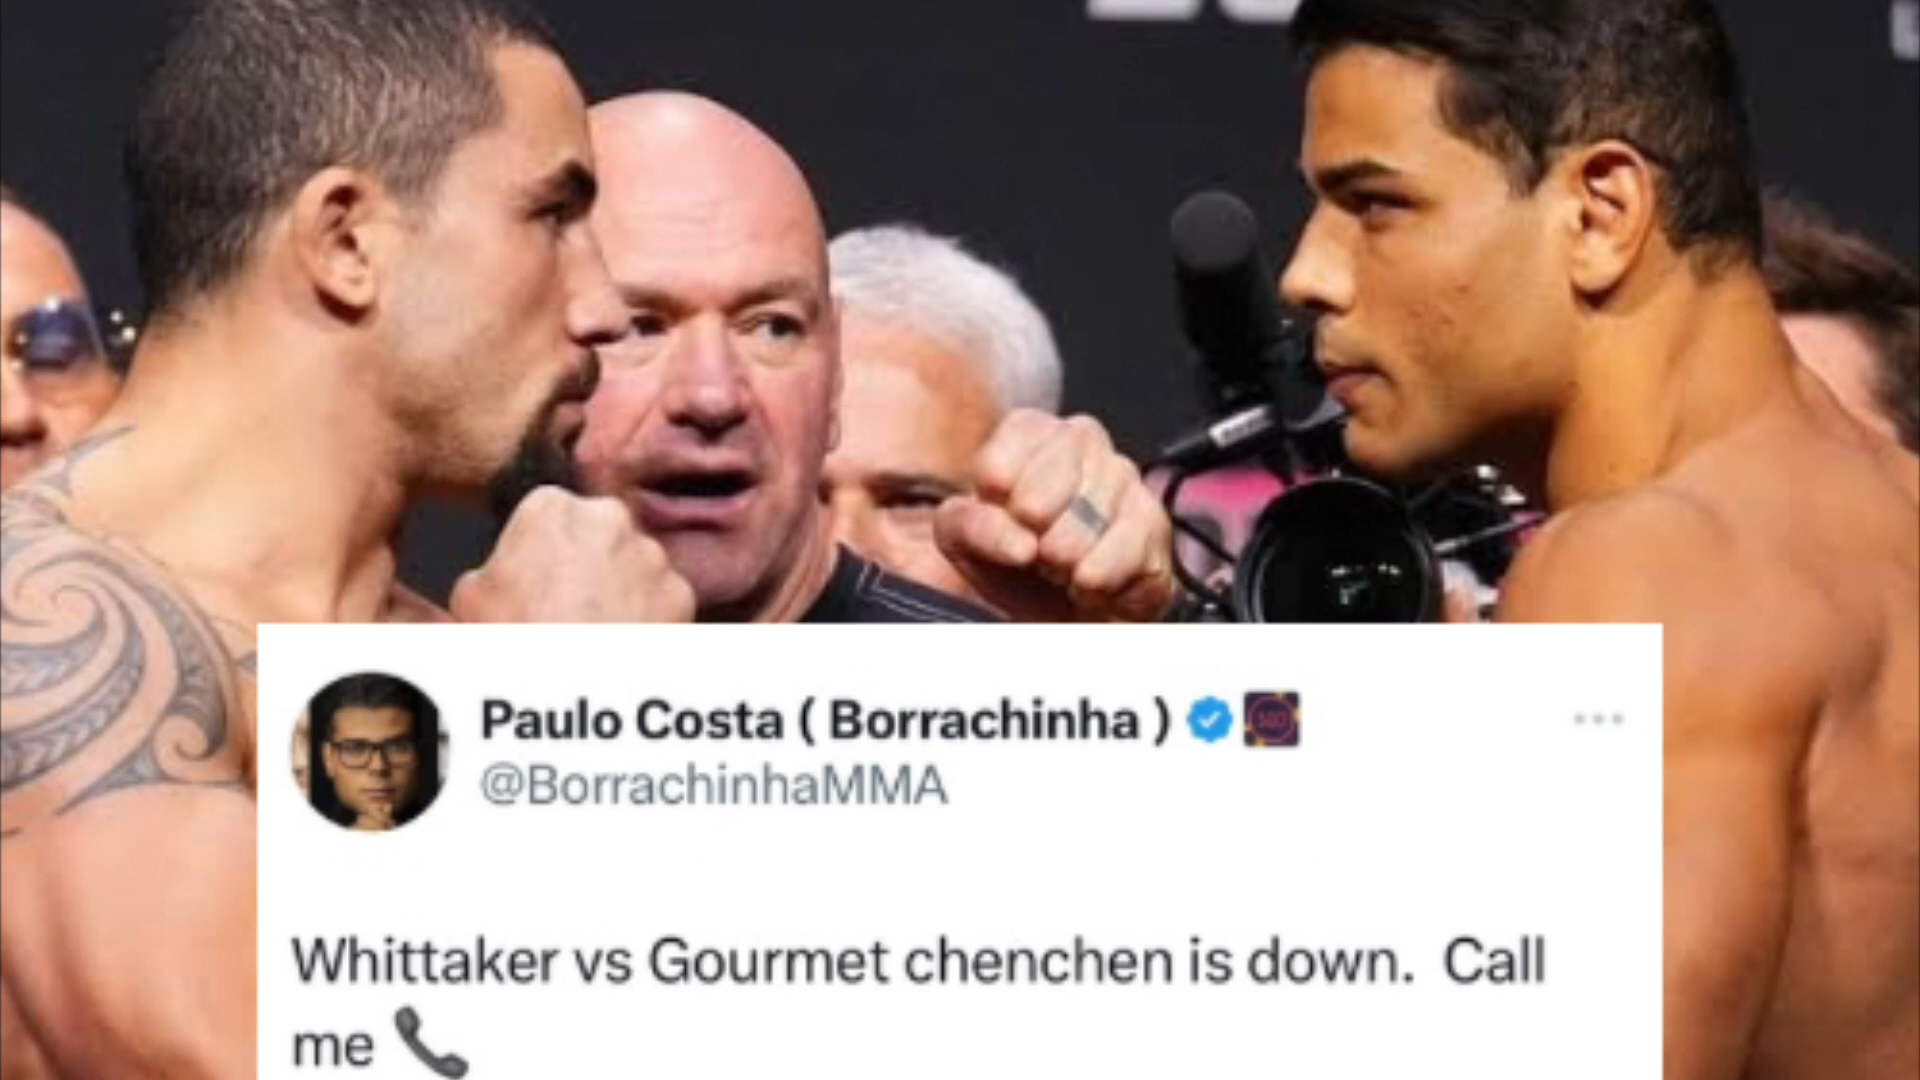 Paulo Costa ( Borrachinha )
@BorrachinhaMMA
Whittaker vs Gourmet chenchen is down. Call
me